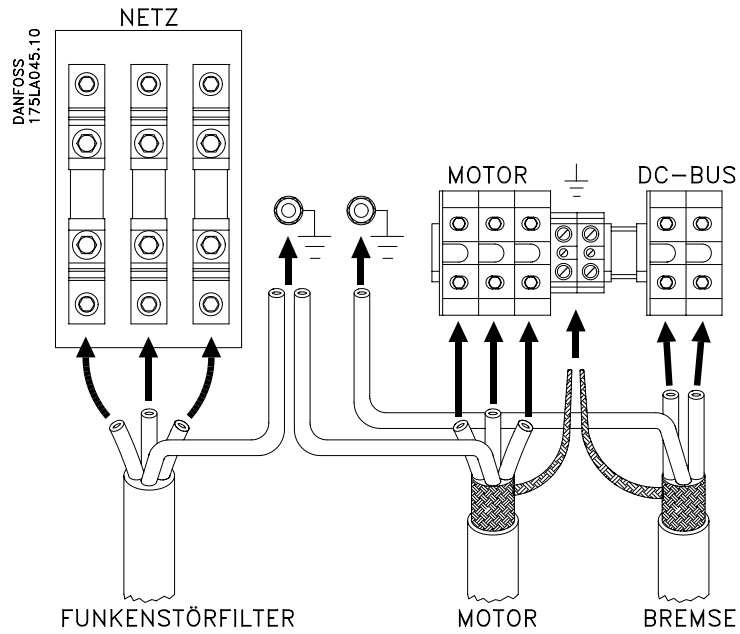 NETZ
DANFOSS
175LA045.10
MOTOR
DC-BUS
FUNKENSTÖRFILTER
MOTOR
BREMSE